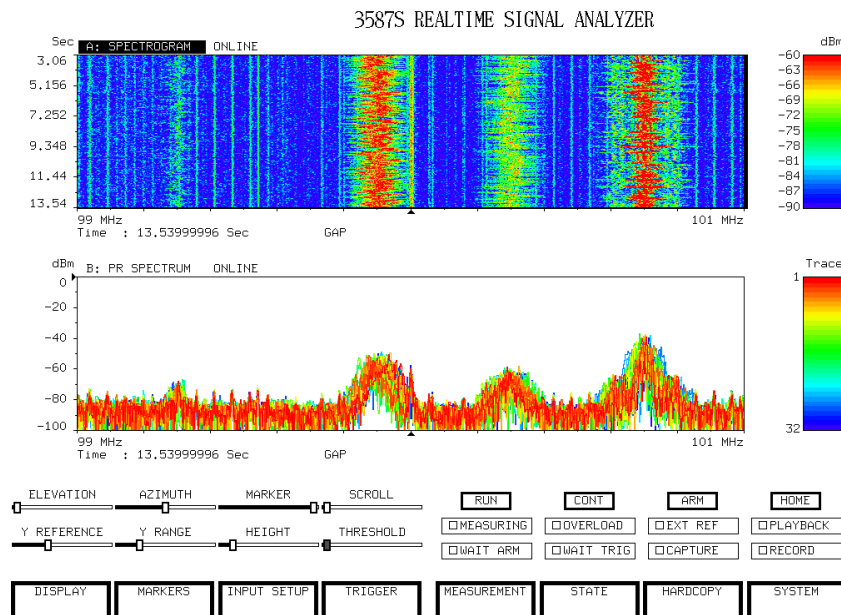 3587S REALTIME SIGNAL ANALYZER
Sec A: SPECTROGRAM ONLINE dBm
3.06
5.156
7.252
9.348
11.44
13.54
-60
-63
-66
-69
-72
-75
-78
-81
-84
-87
-90
99 MHz 101 MHz
Time : 13.53999996 Sec GAP
dBm B: PR SPECTRUM ONLINE Trace
0
-20
-40
-60
-80
-100
1
32
99 MHz 101 MHz
Time : 13.53999996 Sec GAP
ELEVATION AZIMUTH MARKER SCROLL RUN CONT ARM HOME
Y REFERENCE Y RANGE HEIGHT THRESHOLD MEASURING OVERLOAD EXT REF PLAYBACK
WAIT ARM WAIT TRIG CAPTURE RECORD
DISPLAY MARKERS INPUT SETUP TRIGGER MEASUREMENT STATE HARDCOPY SYSTEM